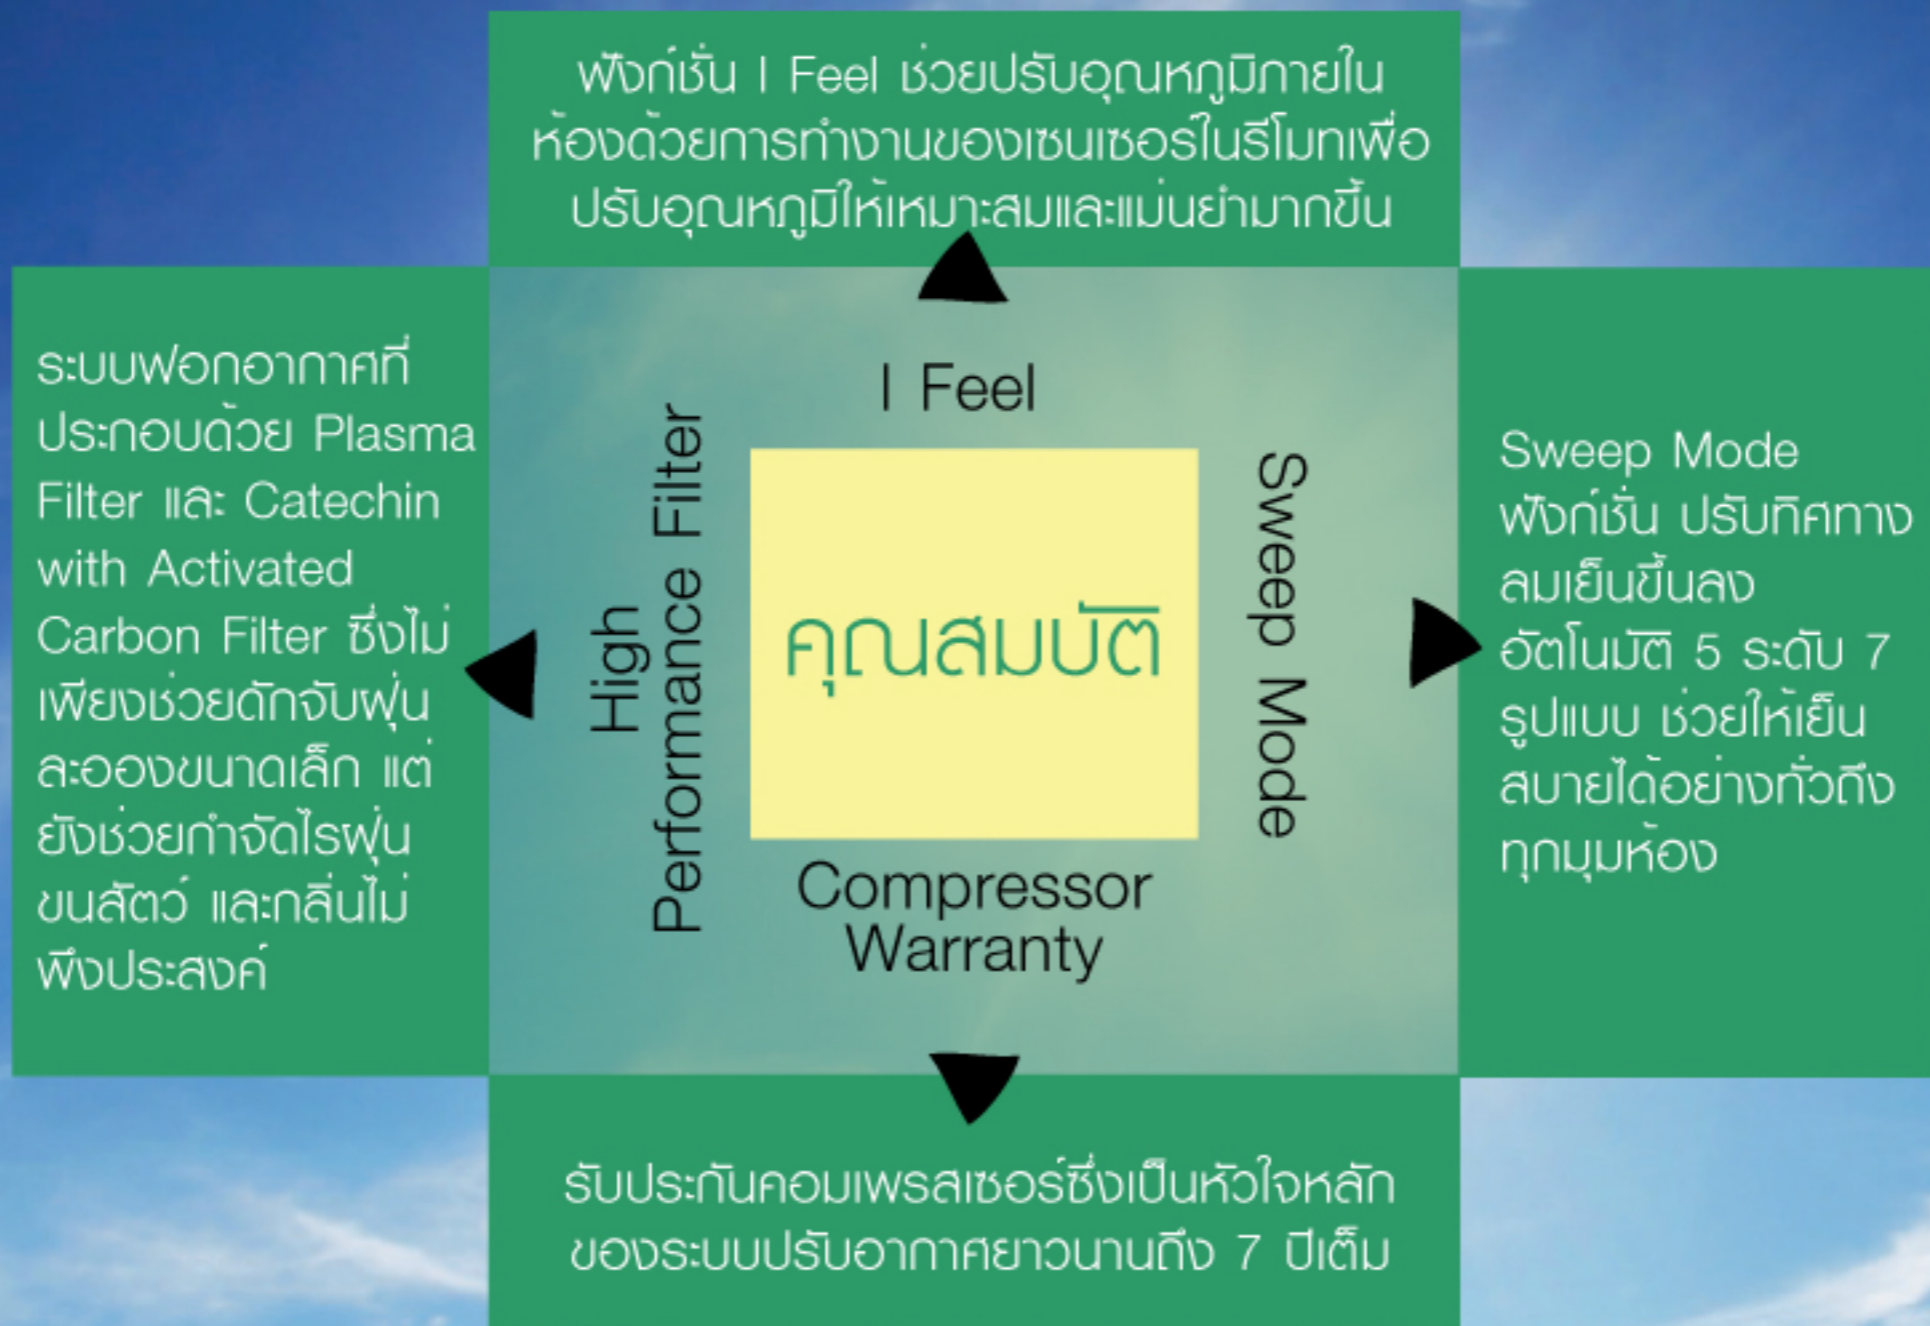 ฟังก์ชั่น I Feel ช่วยปรับอุณหภูมิภายใน
ห้องด้วยการทำงานของเซนเซอร์ในรีโมทเพื่อ
ปรับอุณหภูมิให้เหมาะสมและแม่นยำมากขึ้น
ระบบฟอกอากาศที่
ประกอบด้วย Plasma
Filter และ Catechin
with Activated
Carbon Filter ซึ่งไม่
เพียงช่วยดักจับฝุ่น
ละอองขนาดเล็ก แต่
ยังช่วยกำจัดไรฝุ่น
ขนสัตว์ และกลิ่นไม่
พึงประสงค์
High
Performance Filter
I Feel
คุณสมบัติ
Compressor
Warranty
Sweep Mode
Sweep Mode
ฟังก์ชั่น ปรับทิศทาง
ลมเย็นขึ้นลง
อัตโนมัติ 5 ระดับ 7
รูปแบบ ช่วยให้เย็น
สบายได้อย่างทั่วถึง
ทุกมุมห้อง
รับประกันคอมเพรสเซอร์ซึ่งเป็นหัวใจหลัก
ของระบบปรับอากาศยาวนานถึง 7 ปีเต็ม